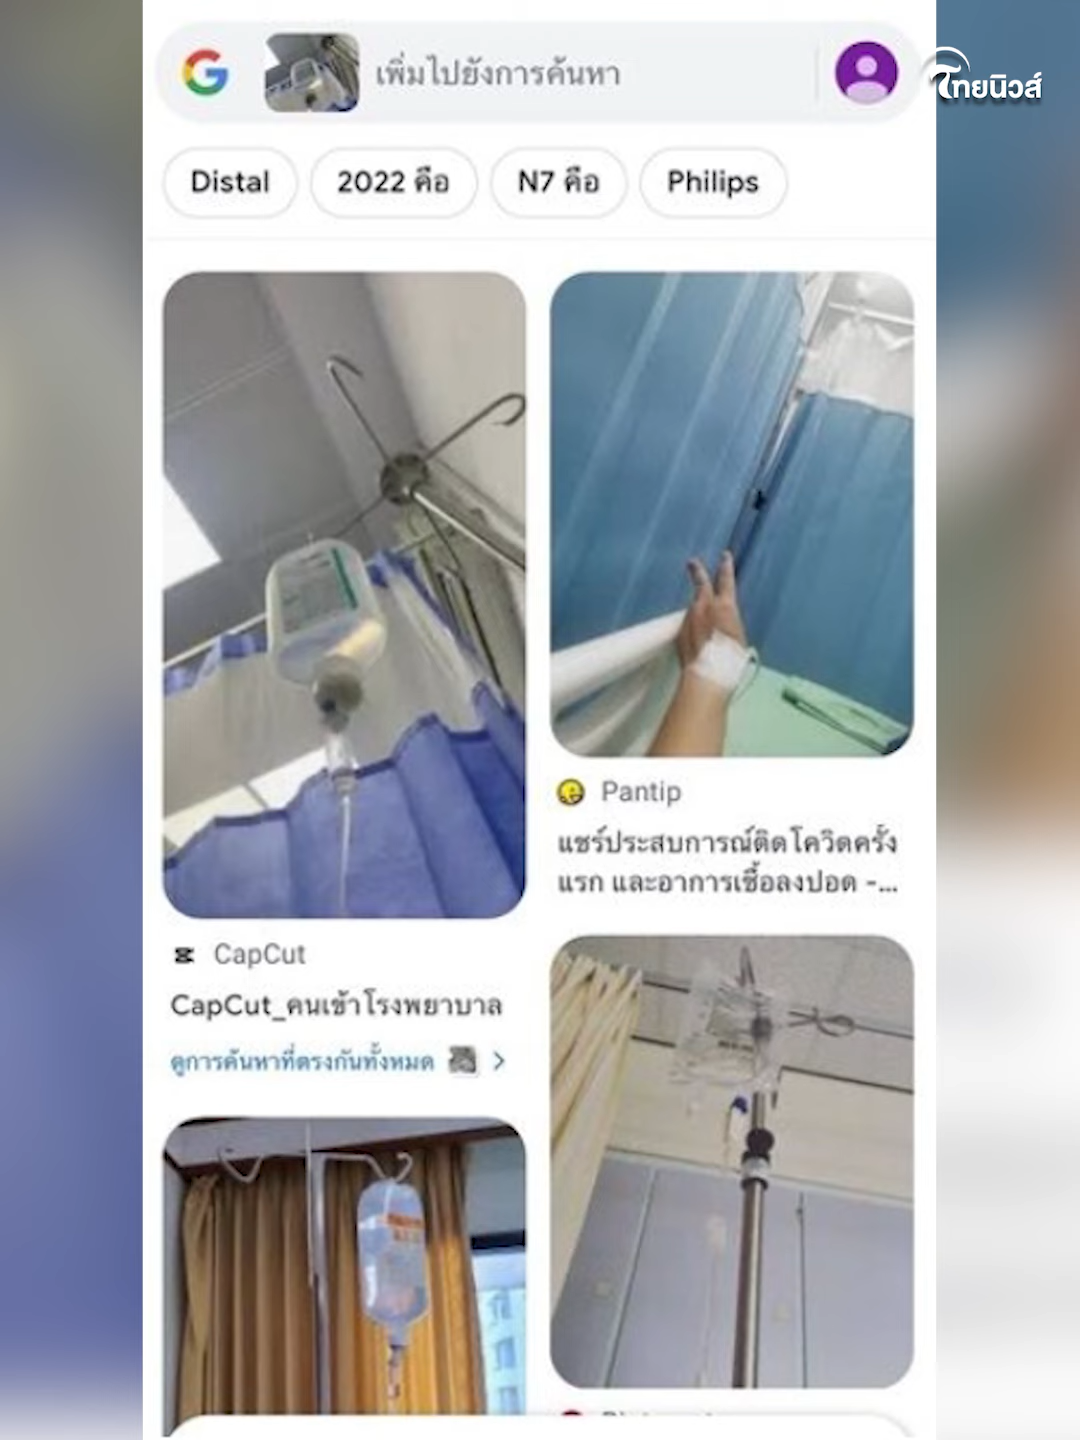 เพิ่มไปยังการค้นหา
ไทยนิวส์
Distal
2022 คือ
N7 คือ
Philips
Pantip
แชร์ประสบการณ์ติดโควิดครั้ง
แรก และอาการเชื้อลงปอด -...
CapCut
CapCut_คนเข้าโรงพยาบาล
ดูการค้นหาที่ตรงกันทั้งหมด